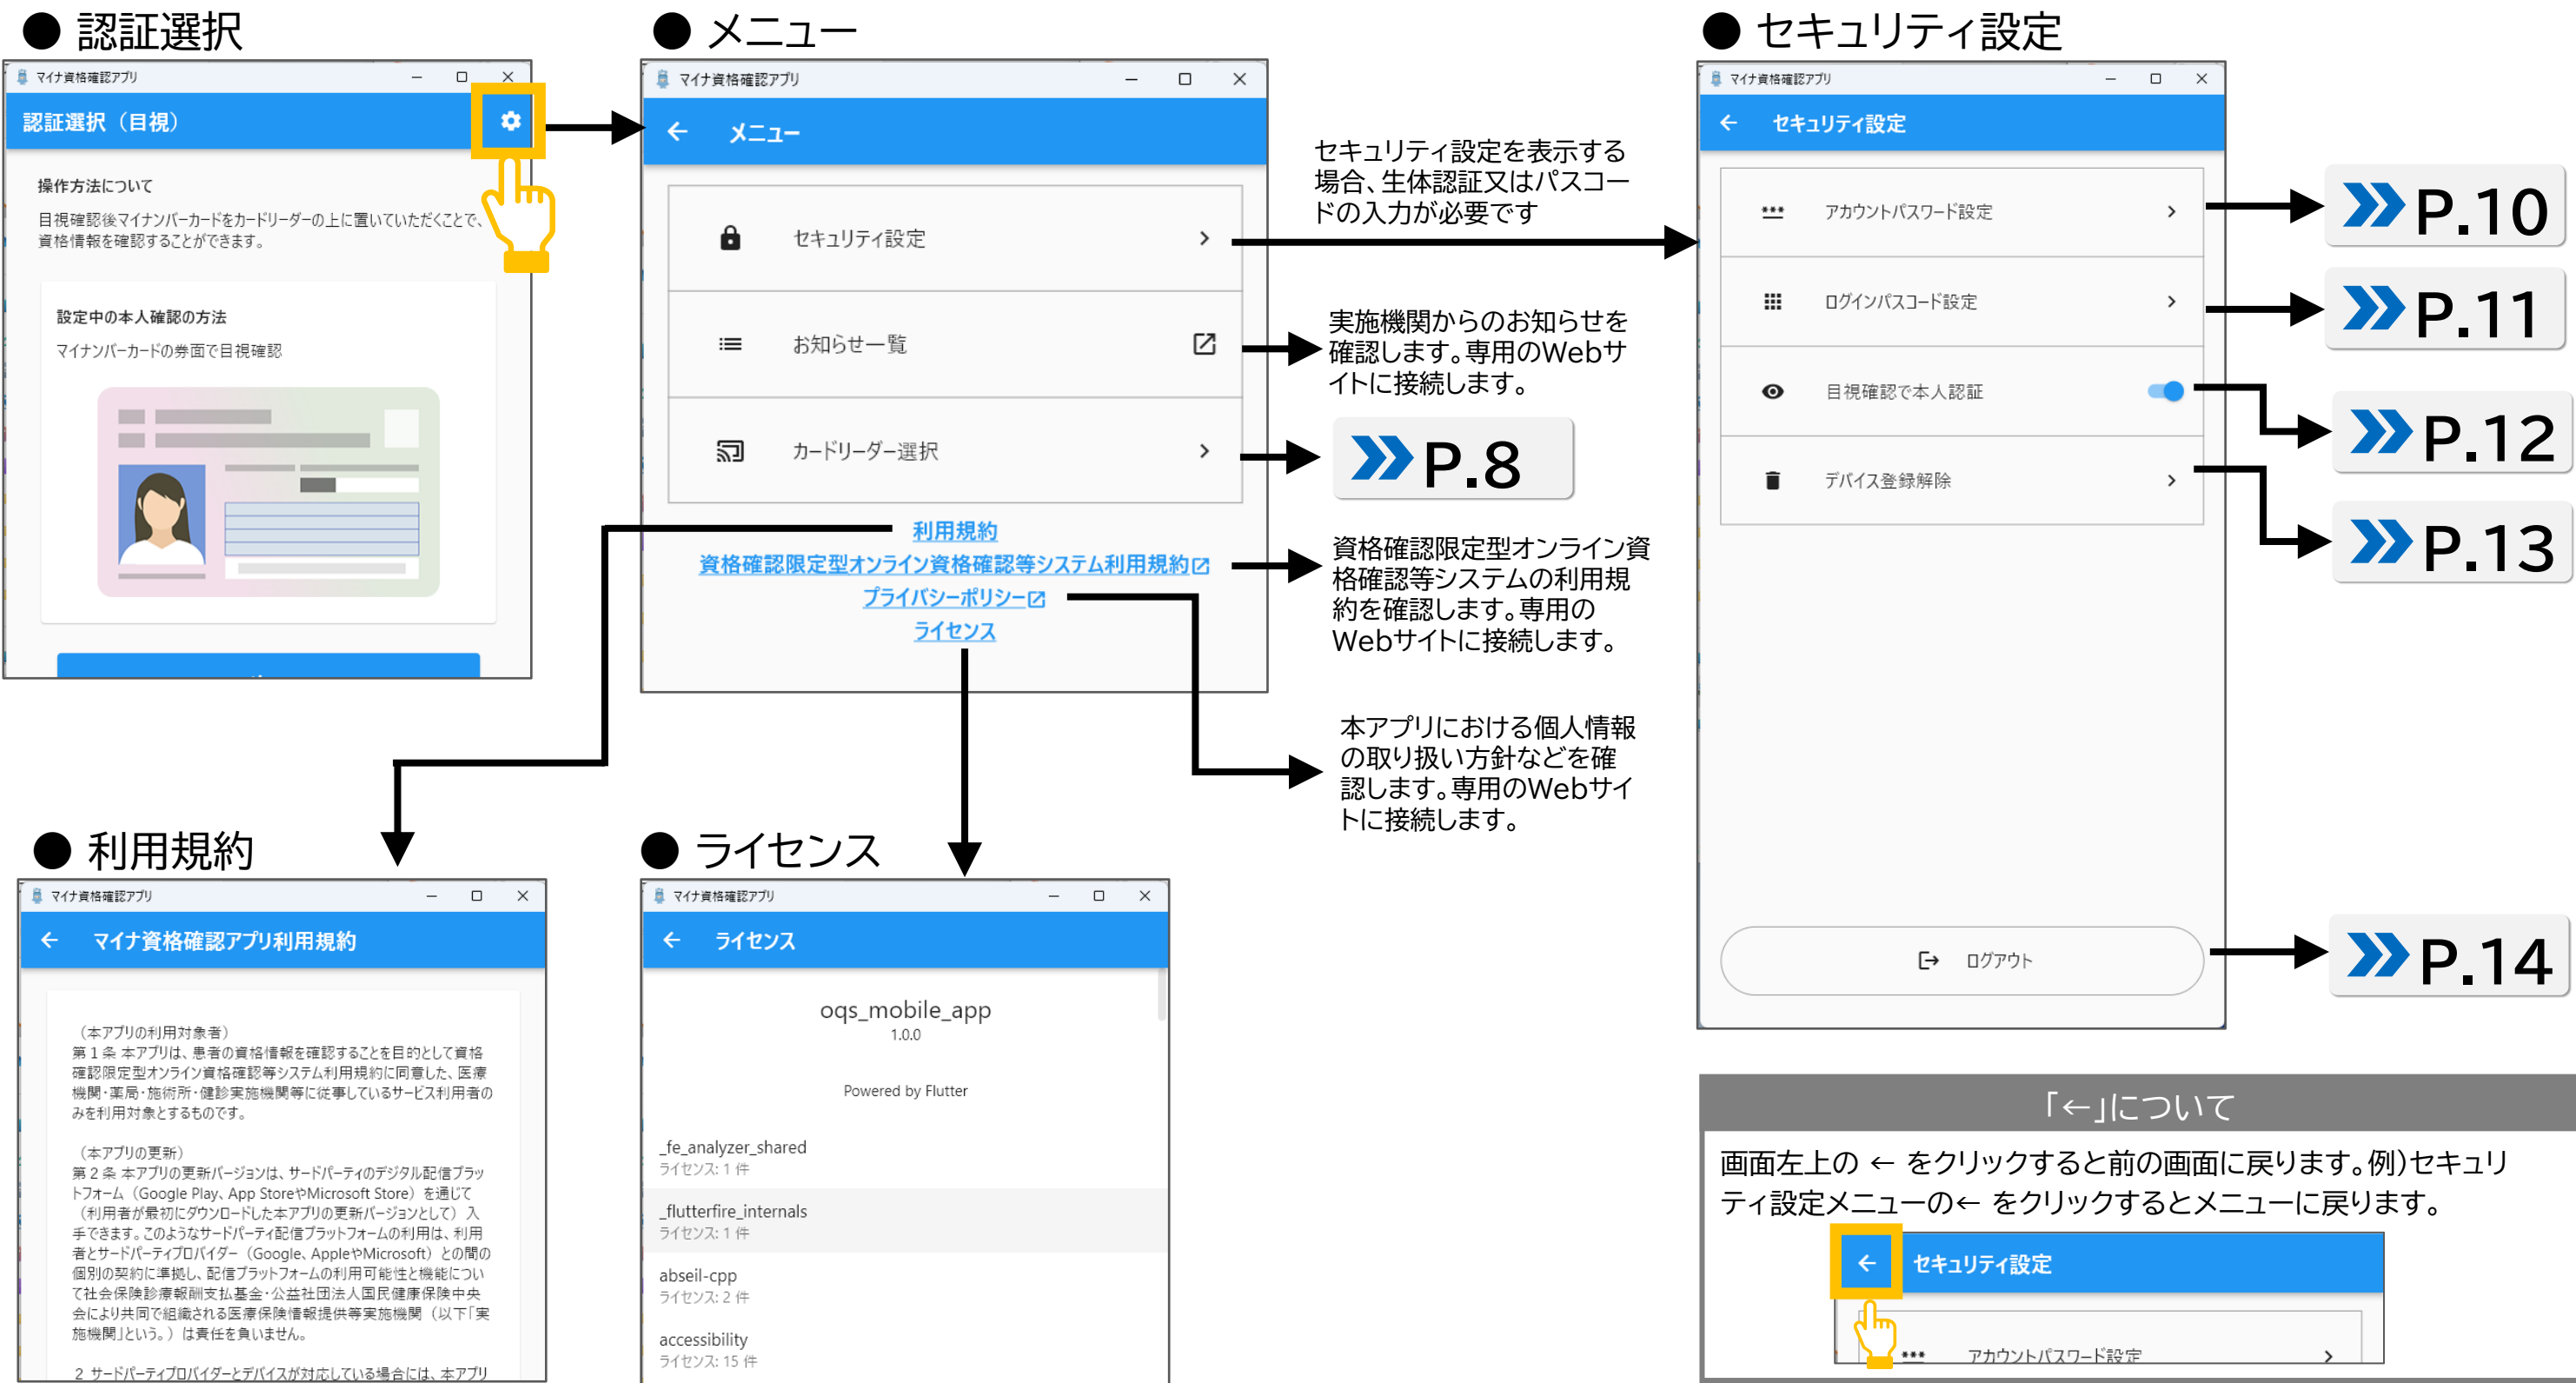 ● 認証選択
マイナ資格確認アプリ
認証選択（目視）
操作方法について
目視確認後マイナンバーカードをカードリーダーの上に置いていただくことで、
資格情報を確認することができます。
設定中の本人確認の方法
マイナンバーカードの券面で目視確認
● メニュー
マイナ資格確認アプリ
← メニュー
セキュリティ設定
お知らせ一覧
カードリーダー選択
利用規約
資格確認限定型オンライン資格確認等システム利用規約
プライバシーポリシー
ライセンス
セキュリティ設定を表示する
場合、生体認証又はパスコー
ドの入力が必要です
実施機関からのお知らせを
確認します。専用のWebサ
イトに接続します。
P.8
資格確認限定型オンライン資
格確認等システムの利用規
約を確認します。専用の
Webサイトに接続します。
本アプリにおける個人情報
の取り扱い方針などを確
認します。専用のWebサイ
トに接続します。
● セキュリティ設定
マイナ資格確認アプリ
← セキュリティ設定
アカウントパスワード設定
ログインパスコード設定
目視確認で本人認証
デバイス登録解除
ログアウト
P.10
P.11
P.12
P.13
P.14
● 利用規約
マイナ資格確認アプリ
← マイナ資格確認アプリ利用規約
（本アプリの利用対象者）
第１条 本アプリは、患者の資格情報を確認することを目的として資格
確認限定型オンライン資格確認等システム利用規約に同意した、医療
機関・薬局・施術所・健診実施機関等に従事しているサービス利用者の
みを利用対象とするものです。
（本アプリの更新）
第２条 本アプリの更新バージョンは、サードパーティのデジタル配信プラッ
トフォーム（Google Play、App StoreやMicrosoft Store）を通じて
（利用者が最初にダウンロードした本アプリの更新バージョンとして）入
手できます。このようなサードパーティ配信プラットフォームの利用は、利用
者とサードパーティプロバイダー（Google、AppleやMicrosoft）との間の
個別の契約に準拠し、配信プラットフォームの利用可能性と機能につい
て社会保険診療報酬支払基金・公益社団法人国民健康保険中央
会により共同で組織される医療保険情報提供等実施機関（以下「実
施機関」という。）は責任を負いません。
２ サードパーティプロバイダーとデバイスが対応している場合には、本アプリ
● ライセンス
マイナ資格確認アプリ
← ライセンス
oqs_mobile_app
1.0.0
Powered by Flutter
_fe_analyzer_shared
ライセンス: 1 件
_flutterfire_internals
ライセンス: 1 件
abseil-cpp
ライセンス: 2 件
accessibility
ライセンス: 15 件
「←」について
画面左上の ← をクリックすると前の画面に戻ります。例)セキュリ
ティ設定メニューの← をクリックするとメニューに戻ります。
← セキュリティ設定
アカウントパスワード設定